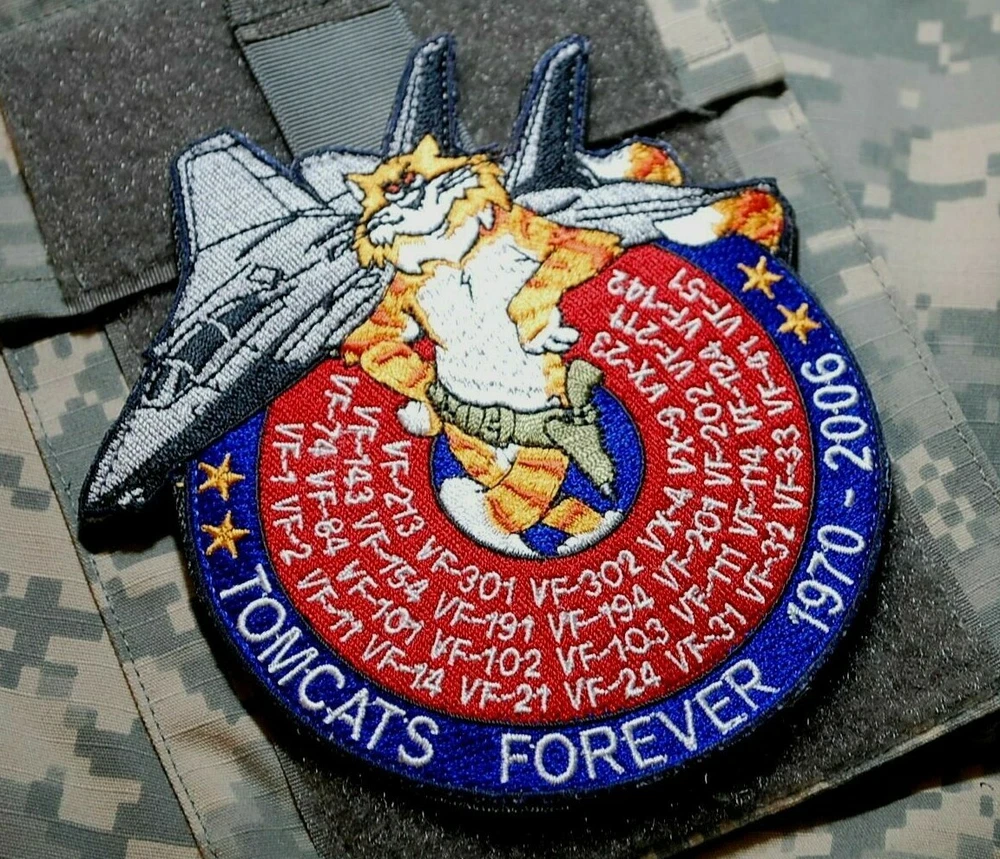 VF-1 VF-2 VF-11 VF-14 VF-21 VF-24 VF-31 VF-32 VF-33 VF-41 VF-51
VF-74 VF-84 VF-101 VF-102 VF-103 VF-111 VF-114 VF-124 VF-142
VF-143 VF-154 VF-191 VF-194 VF-201 VF-202 VF-211
VF-213 VF-301 VF-302 VX-4 VX-9 VX-23
TOMCATS FOREVER 1970 - 2006